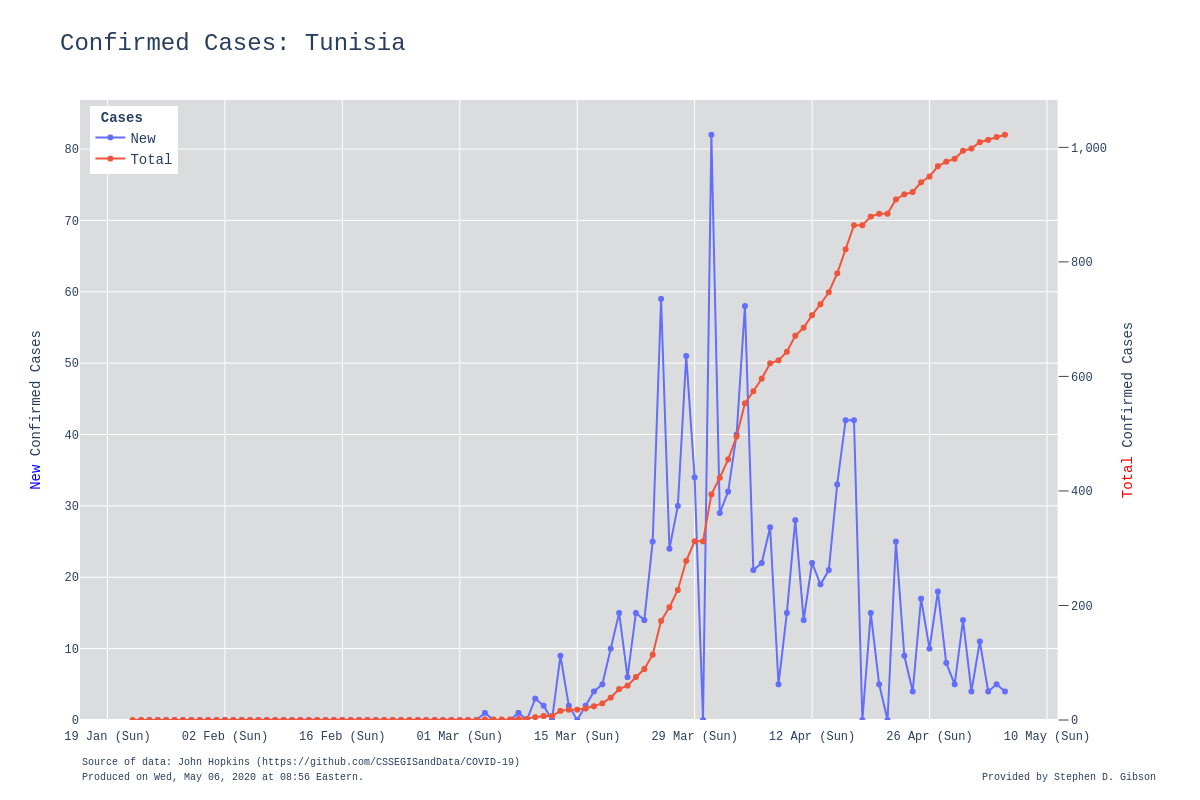 Confirmed Cases: Tunisia
Cases
New
Total
80
70
60
50
40
30
20
10
0
1,000
800
600
400
200
0
New Confirmed Cases
Total Confirmed Cases
19 Jan (Sun) 02 Feb (Sun) 16 Feb (Sun) 01 Mar (Sun) 15 Mar (Sun) 29 Mar (Sun) 12 Apr (Sun) 26 Apr (Sun) 10 May (Sun)
Source of data: John Hopkins (https://github.com/CSSEGISandData/COVID-19)
Produced on Wed, May 06, 2020 at 08:56 Eastern.
Provided by Stephen D. Gibson